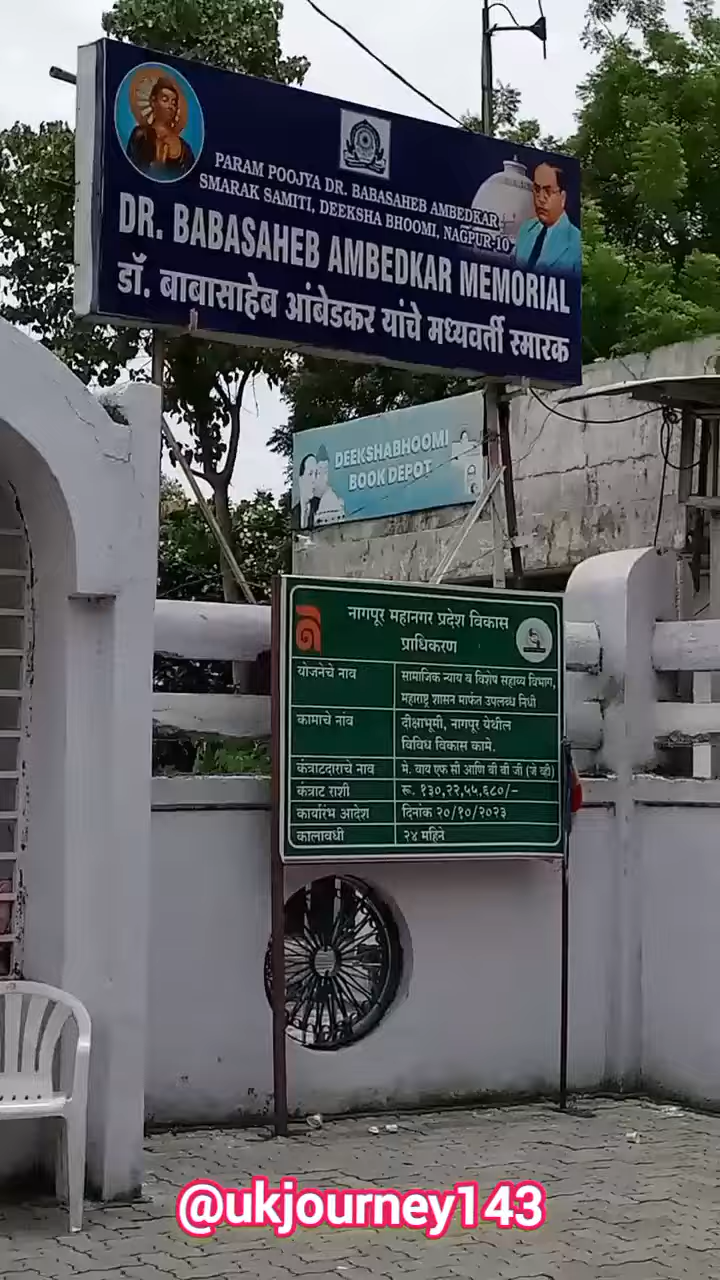 PARAM POOJYA DR. BABASAHEB AMBEDKAR
SMARAK SAMITI, DEEKSHA BHOOMI, NAGPUR-10
DR. BABASAHEB AMBEDKAR MEMORIAL
डॉ. बाबासाहेब आंबेडकर यांचे मध्यवर्ती स्मारक
DEEKSHABHOOMI
BOOK DEPOT
नागपूर महानगर प्रदेश विकास
प्राधिकरण
योजनेचे नाव सामाजिक न्याय व विशेष सहाय्य विभाग,
महाराष्ट्र शासन मार्फत उपलब्ध निधी
कामाचे नांव दीक्षाभूमी, नागपूर येथील
विविध विकास कामे.
कंत्राटदाराचे नाव मे. वाय एफ सी आणि बी बी जी (जे व्ही)
कंत्राट राशी रू. १३०,२२,५५,६८०/-
कार्यारंभ आदेश दिनांक २०/१०/२०२३
कालावधी २४ महिने
@ukjourney143